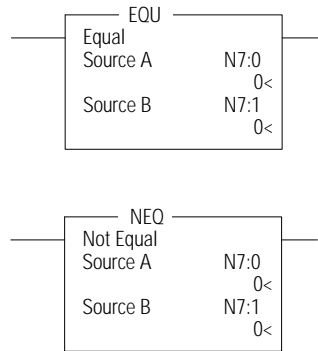 EQU
Equal
Source A N7:0
0<
Source B N7:1
0<
NEQ
Not Equal
Source A N7:0
0<
Source B N7:1
0<